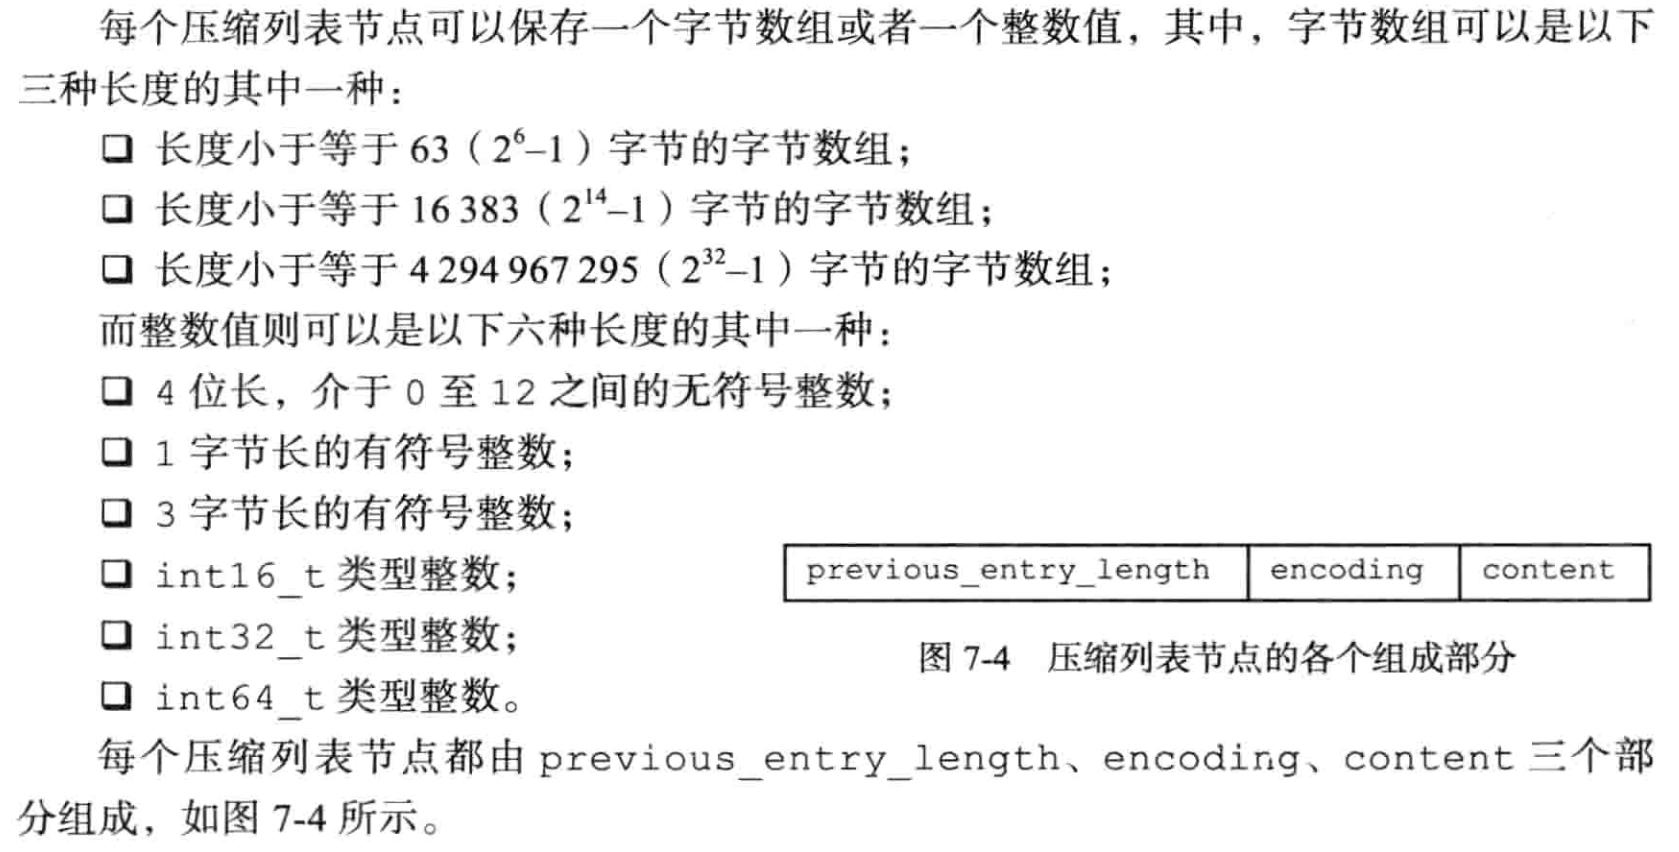 每个压缩列表节点可以保存一个字节数组或者一个整数值，其中，字节数组可以是以下
三种长度的其中一种：
❑ 长度小于等于 63（2⁶–1）字节的字节数组；
❑ 长度小于等于 16 383（2¹⁴–1）字节的字节数组；
❑ 长度小于等于 4 294 967 295（2³²–1）字节的字节数组；
而整数值则可以是以下六种长度的其中一种：
❑ 4 位长，介于 0 至 12 之间的无符号整数；
❑ 1 字节长的有符号整数；
❑ 3 字节长的有符号整数；
❑ int16_t 类型整数；
❑ int32_t 类型整数；
❑ int64_t 类型整数。
previous_entry_length encoding content
图 7-4 压缩列表节点的各个组成部分
每个压缩列表节点都由 previous_entry_length、encoding、content 三个部
分组成，如图 7-4 所示。